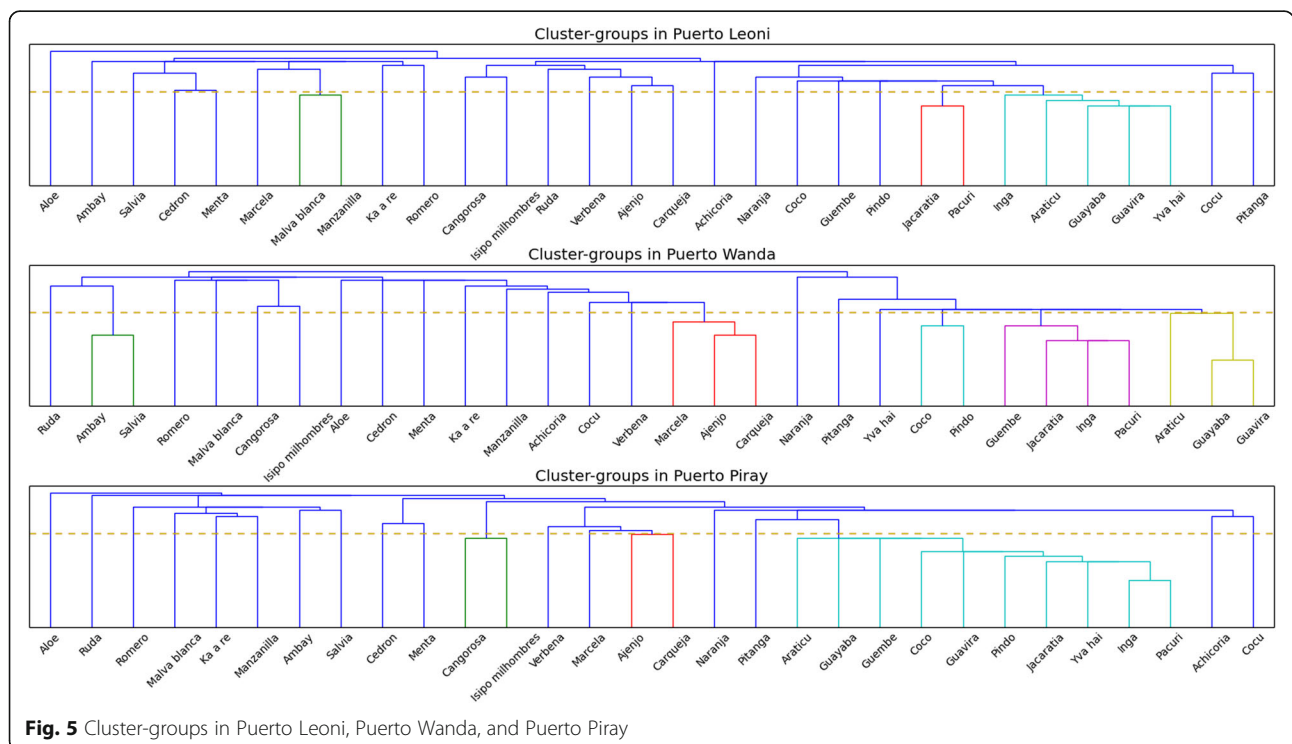 Cluster-groups in Puerto Leoni
Aloe Ambay Salvia Cedron Menta Marcela Malva blanca Manzanilla Ka a re Romero Cangorosa Isipo milhombres Ruda Verbena Ajenjo Carqueja Achicoria Naranja Coco Guembe Pindo Jacaratia Pacuri Inga Araticu Guayaba Guavira Yva hai Cocu Pitanga
Cluster-groups in Puerto Wanda
Ruda Ambay Salvia Romero Malva blanca Cangorosa Isipo milhombres Aloe Cedron Menta Ka a re Manzanilla Achicoria Cocu Verbena Marcela Ajenjo Carqueja Naranja Pitanga Yva hai Coco Pindo Guembe Jacaratia Inga Pacuri Araticu Guayaba Guavira
Cluster-groups in Puerto Piray
Aloe Ruda Romero Malva blanca Ka a re Manzanilla Ambay Salvia Cedron Menta Cangorosa Isipo milhombres Verbena Marcela Ajenjo Carqueja Naranja Pitanga Araticu Guayaba Guembe Coco Guavira Pindo Jacaratia Yva hai Inga Pacuri Achicoria Cocu
Fig. 5 Cluster-groups in Puerto Leoni, Puerto Wanda, and Puerto Piray